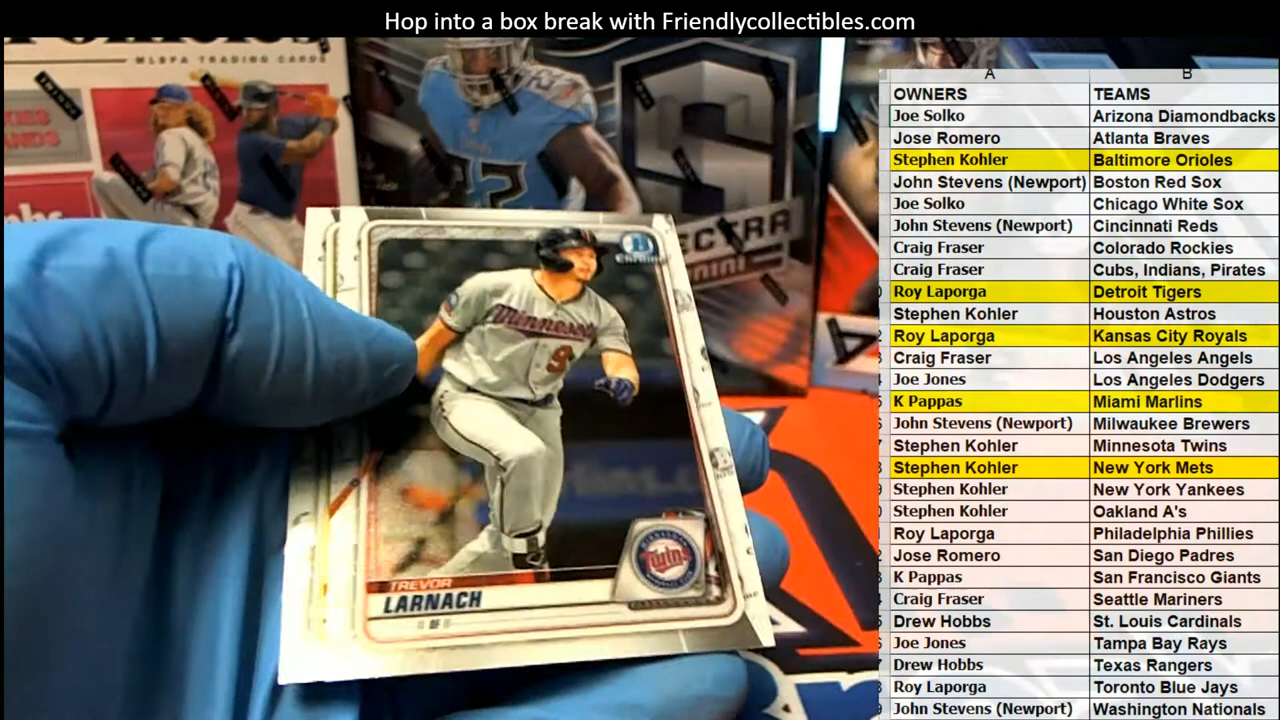 Hop into a box break with Friendlycollectibles.com
MLBPA TRADING CARDS
A B
OWNERS TEAMS
Joe Solko Arizona Diamondbacks
Jose Romero Atlanta Braves
Stephen Kohler Baltimore Orioles
John Stevens (Newport) Boston Red Sox
Joe Solko Chicago White Sox
John Stevens (Newport) Cincinnati Reds
Craig Fraser Colorado Rockies
Craig Fraser Cubs, Indians, Pirates
Roy Laporga Detroit Tigers
Stephen Kohler Houston Astros
Roy Laporga Kansas City Royals
Craig Fraser Los Angeles Angels
Joe Jones Los Angeles Dodgers
K Pappas Miami Marlins
John Stevens (Newport) Milwaukee Brewers
Stephen Kohler Minnesota Twins
Stephen Kohler New York Mets
Stephen Kohler New York Yankees
Stephen Kohler Oakland A's
Roy Laporga Philadelphia Phillies
Jose Romero San Diego Padres
K Pappas San Francisco Giants
Craig Fraser Seattle Mariners
Drew Hobbs St. Louis Cardinals
Joe Jones Tampa Bay Rays
Drew Hobbs Texas Rangers
Roy Laporga Toronto Blue Jays
John Stevens (Newport) Washington Nationals
B
Chrome
Minnesota
9
Twins
TREVOR
LARNACH
OF